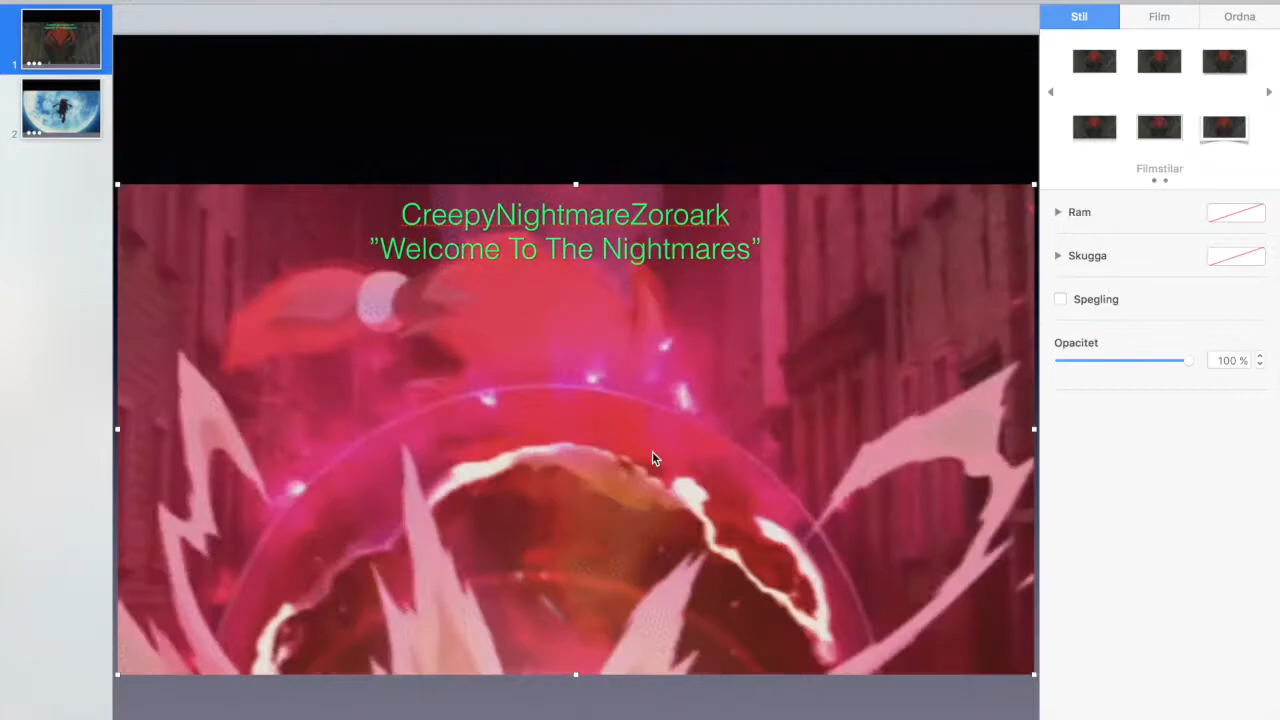 Stil
Film
Ordna
1
2
Filmstilar
CreepyNightmareZoroark
”Welcome To The Nightmares”
Ram
Skugga
Spegling
Opacitet
100 %